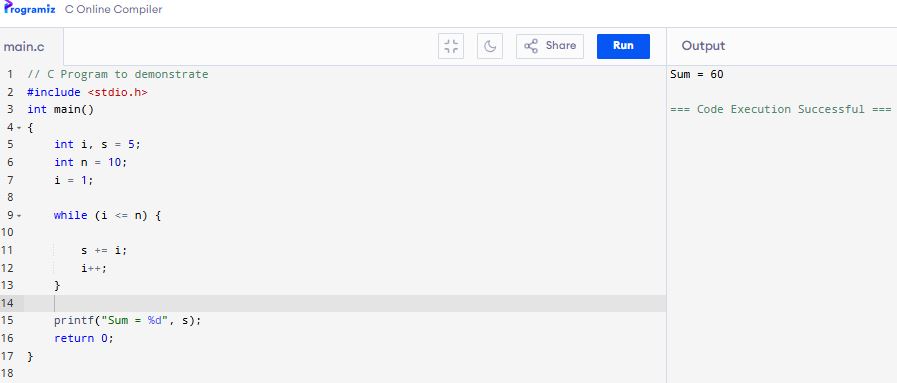 Programiz C Online Compiler
main.c Share Run Output
1 // C Program to demonstrate
2 #include <stdio.h>
3 int main()
4 {
5 int i, s = 5;
6 int n = 10;
7 i = 1;
8
9 while (i <= n) {
10
11 s += i;
12 i++;
13 }
14
15 printf("Sum = %d", s);
16 return 0;
17 }
18
Sum = 60
=== Code Execution Successful ===